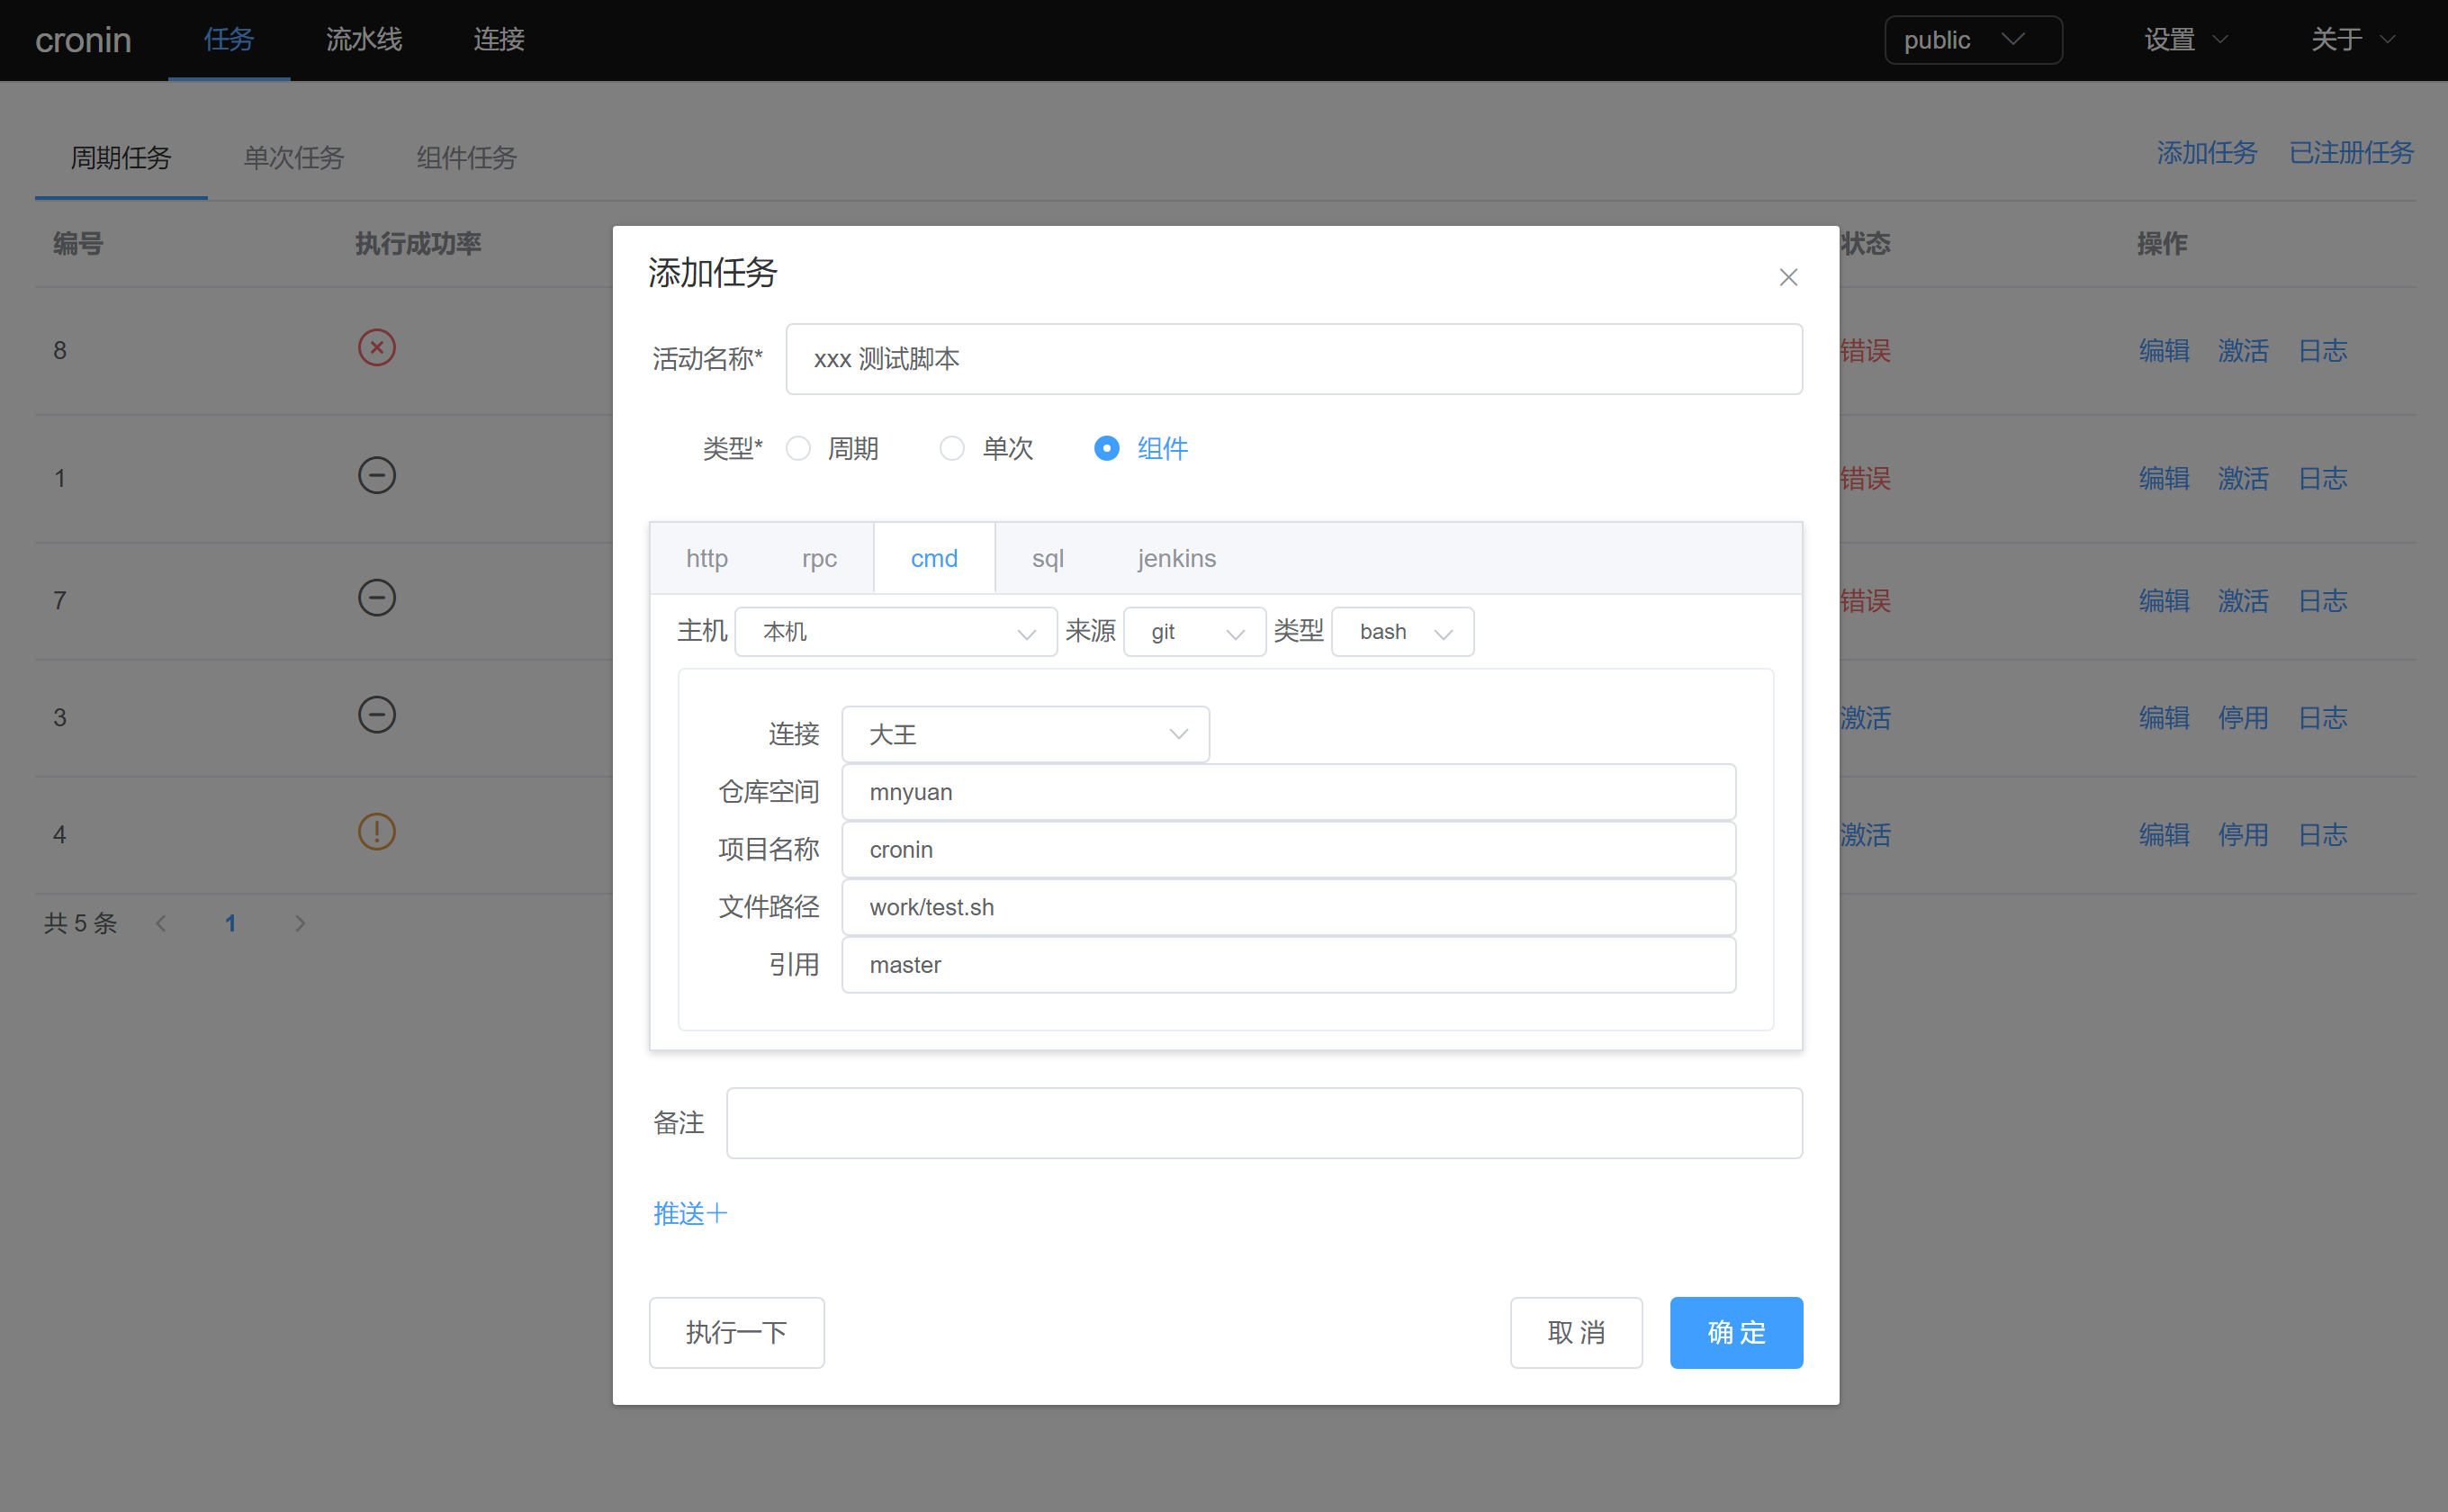 cronin 任务 流水线 连接 public 设置 关于
周期任务 单次任务 组件任务 添加任务 已注册任务
编号 执行成功率 状态 操作
8 错误 编辑 激活 日志
1 错误 编辑 激活 日志
7 错误 编辑 激活 日志
3 激活 编辑 停用 日志
4 激活 编辑 停用 日志
共 5 条 1
添加任务
活动名称* xxx 测试脚本
类型* 周期 单次 组件
http rpc cmd sql jenkins
主机 本机 来源 git 类型 bash
连接 大王
仓库空间 mnyuan
项目名称 cronin
文件路径 work/test.sh
引用 master
备注
推送+
执行一下 取 消 确 定